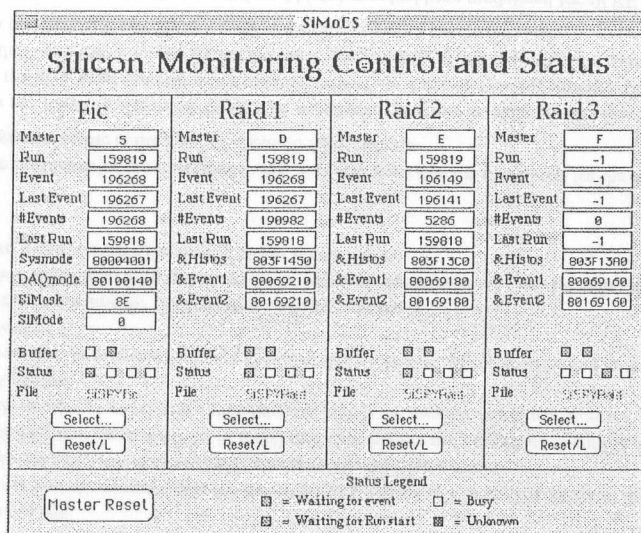 SiMoCS
Silicon Monitoring Control and Status
Fic
Master 5
Run 159819
Event 196268
Last Event 196267
#Events 196268
Last Run 159818
Sysmode 80004001
DAQmode 80100140
SiMask 8E
SiMode 0
Buffer
Status
File SiSPYFic
Select...
Reset/L
Raid 1
Master D
Run 159819
Event 196268
Last Event 196267
#Events 190982
Last Run 159818
&Histos 803F1450
&Event1 80069210
&Event2 80169210
Buffer
Status
File SiSPYRaid
Select...
Reset/L
Raid 2
Master E
Run 159819
Event 196149
Last Event 196141
#Events 5286
Last Run 159818
&Histos 803F13C0
&Event1 80069180
&Event2 80169180
Buffer
Status
File SiSPYRaid
Select...
Reset/L
Raid 3
Master F
Run -1
Event -1
Last Event -1
#Events 0
Last Run -1
&Histos 803F13A0
&Event1 80069160
&Event2 80169160
Buffer
Status
File SiSPYRaid
Select...
Reset/L
Master Reset
Status Legend
= Waiting for event = Busy
= Waiting for Run start = Unknown